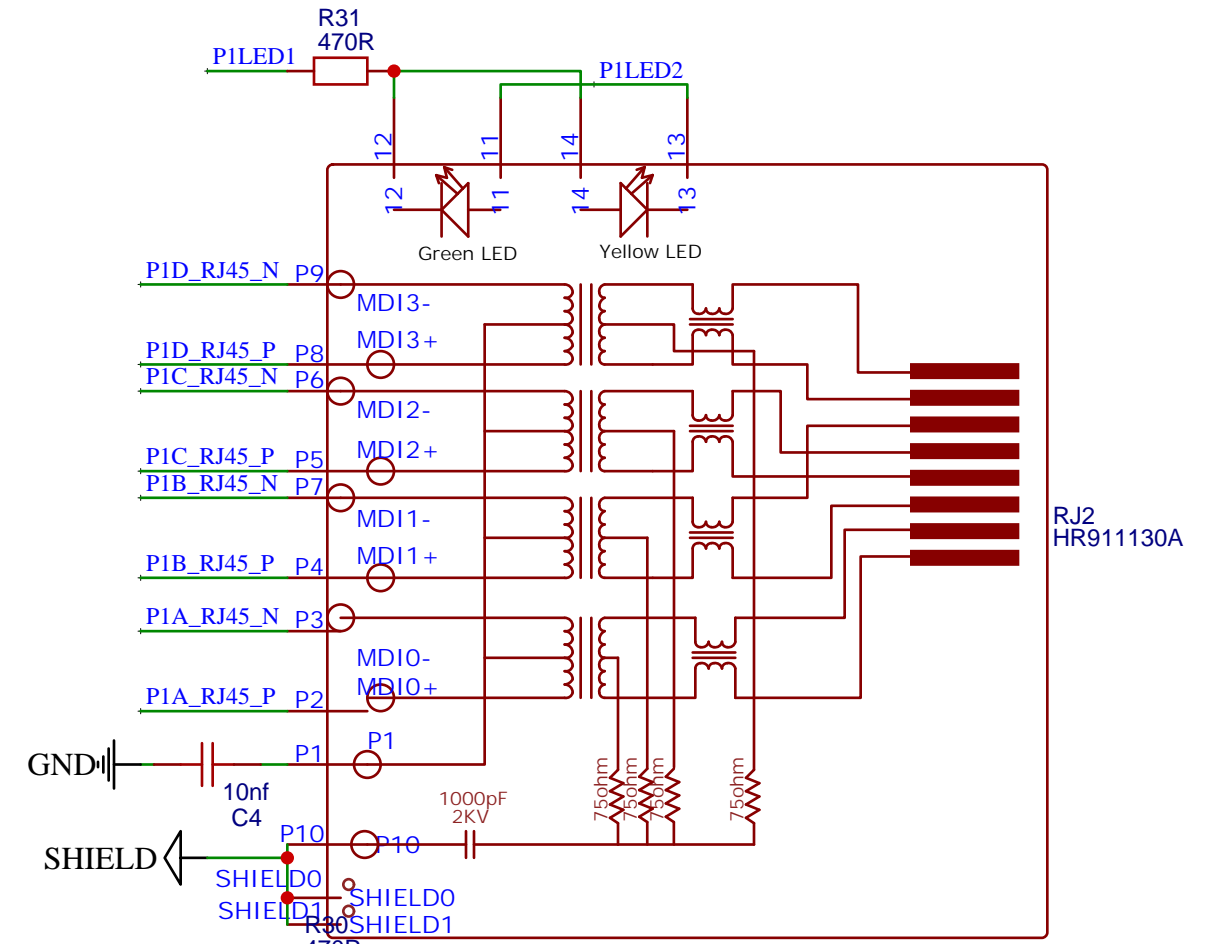 R31
470R
P1LED1
P1LED2
12
11
14
13
12
11
14
13
Green LED
Yellow LED
P1D_RJ45_N
P9
MDI3-
P1D_RJ45_P
P8
MDI3+
P1C_RJ45_N
P6
MDI2-
P1C_RJ45_P
P5
MDI2+
P1B_RJ45_N
P7
MDI1-
P1B_RJ45_P
P4
MDI1+
RJ2
HR911130A
P1A_RJ45_N
P3
MDI0-
P1A_RJ45_P
P2
MDI0+
GND
P1
P1
10nf
C4
1000pF
2KV
75ohm
75ohm
75ohm
75ohm
P10
P10
SHIELD
SHIELD0
SHIELD0
SHIELD1
SHIELD1
R30
470R